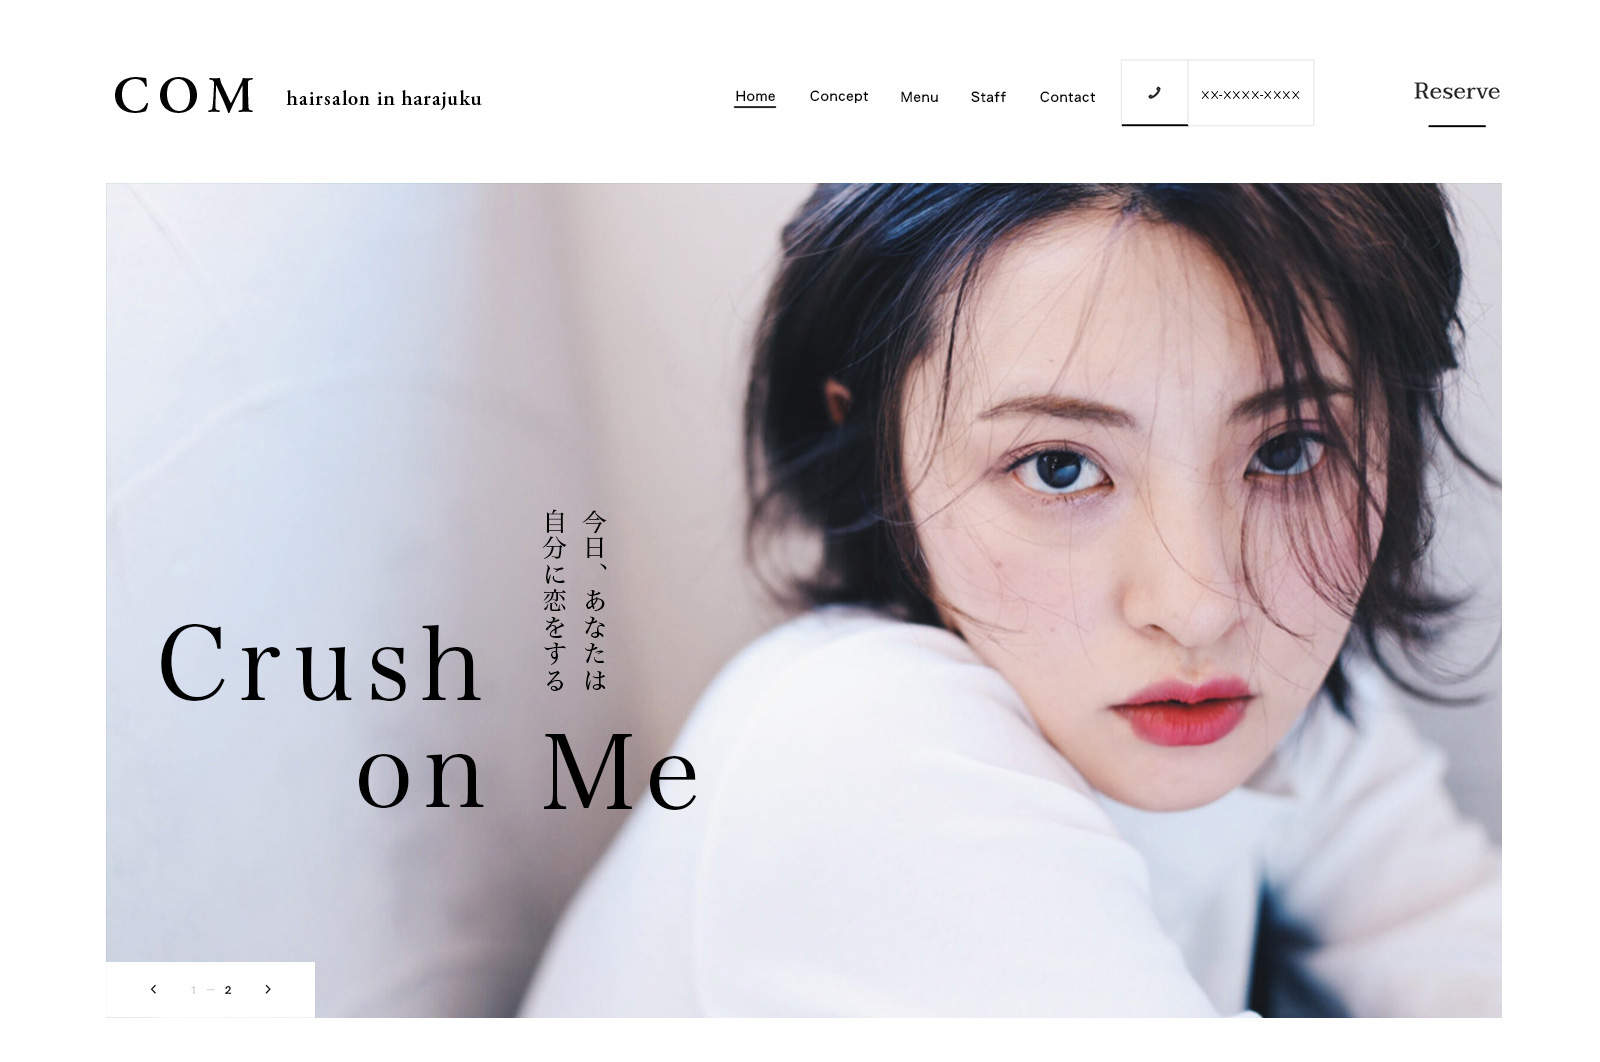 COM
hairsalon in harajuku
Home
Concept
Menu
Staff
Contact
XX-XXXX-XXXX
Reserve
今日、あなたは
自分に恋をする
Crush
on Me
1 — 2